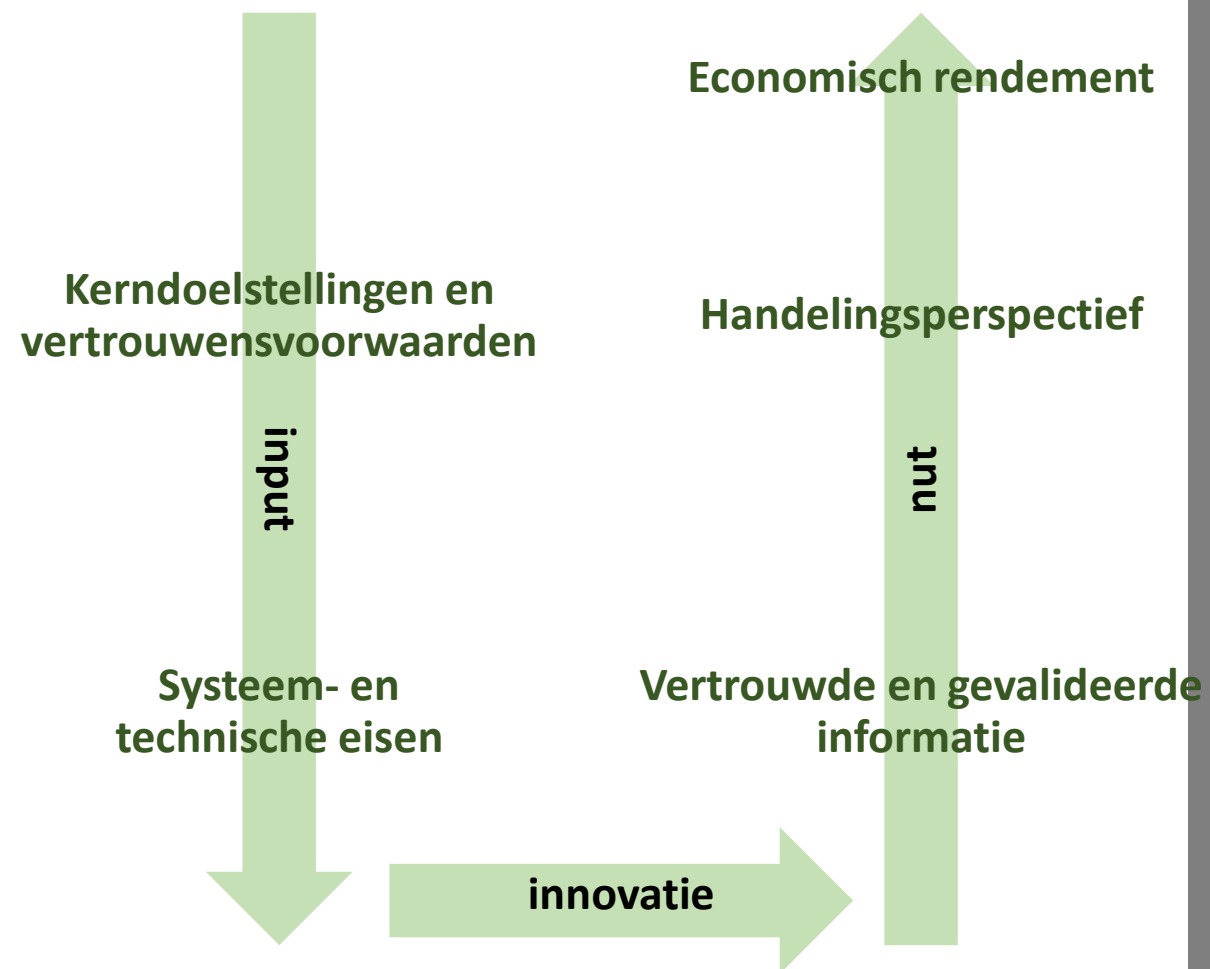 Economisch rendement
Kerndoelstellingen en
vertrouwensvoorwaarden
Handelingsperspectief
input
nut
Systeem- en
technische eisen
Vertrouwde en gevalideerde
informatie
innovatie